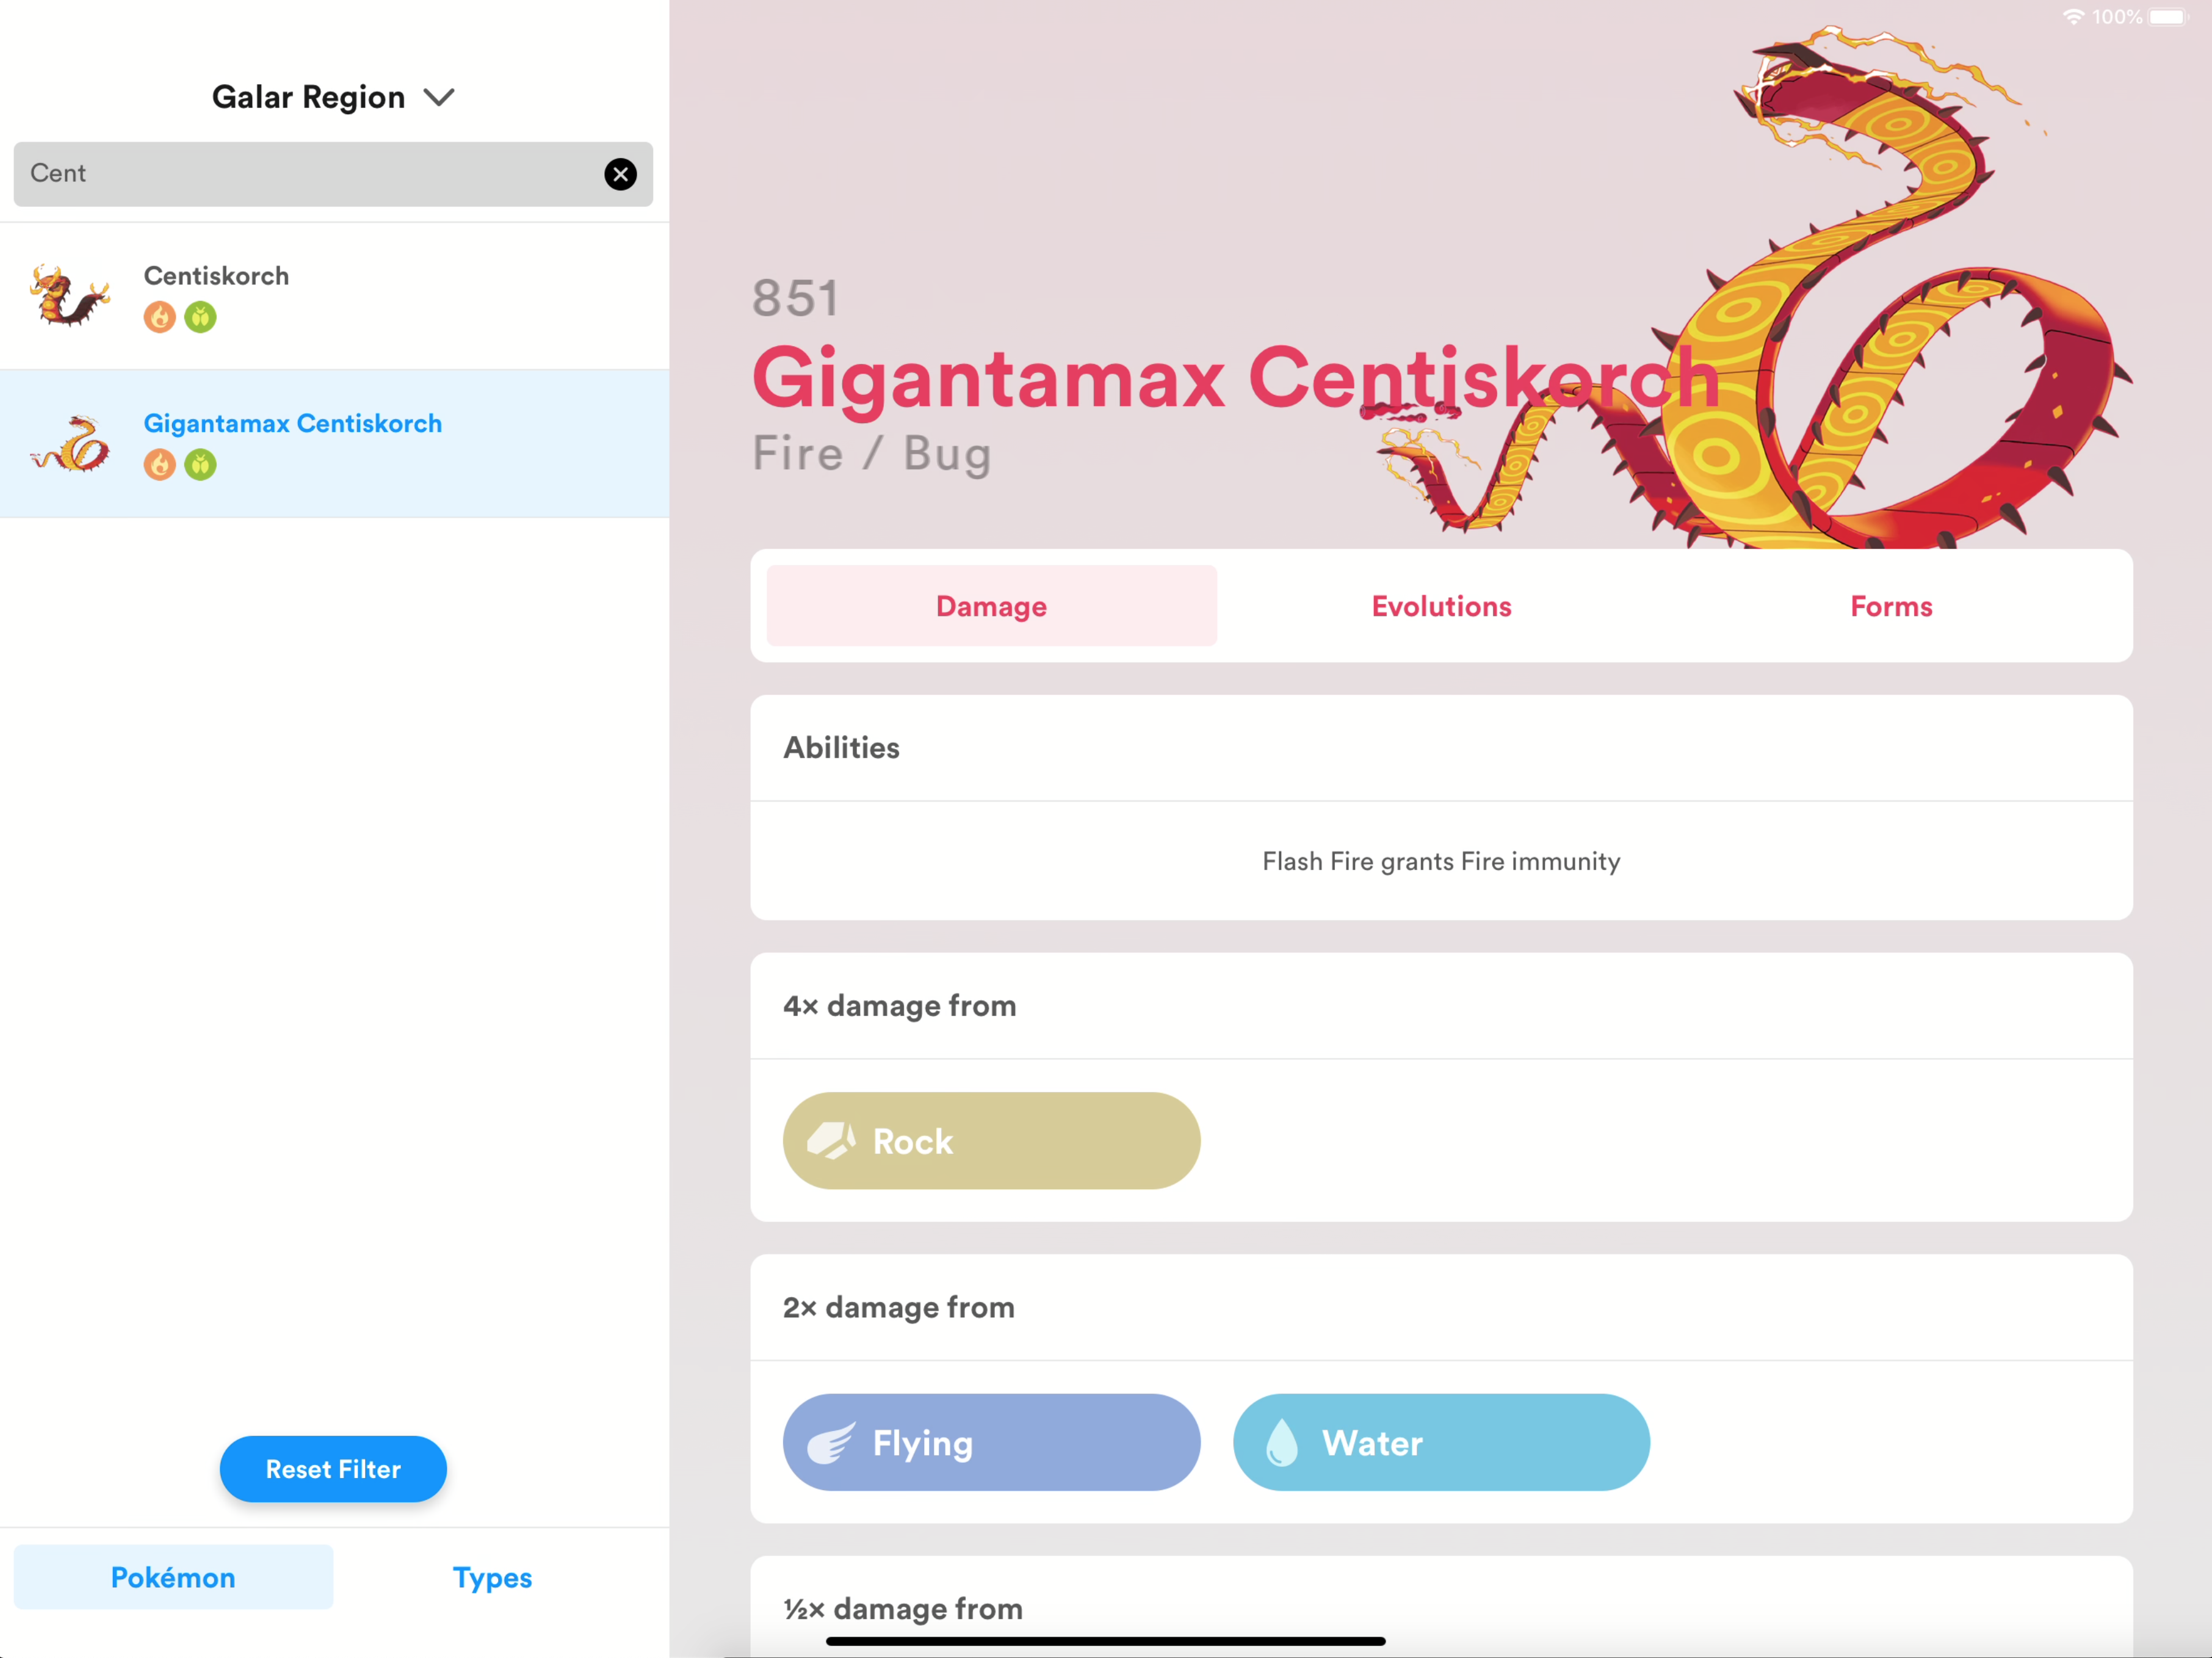 100%
Galar Region
Cent
Centiskorch
Gigantamax Centiskorch
Reset Filter
Pokémon
Types
851
Gigantamax Centiskorch
Fire / Bug
Damage
Evolutions
Forms
Abilities
Flash Fire grants Fire immunity
4× damage from
Rock
2× damage from
Flying
Water
½× damage from